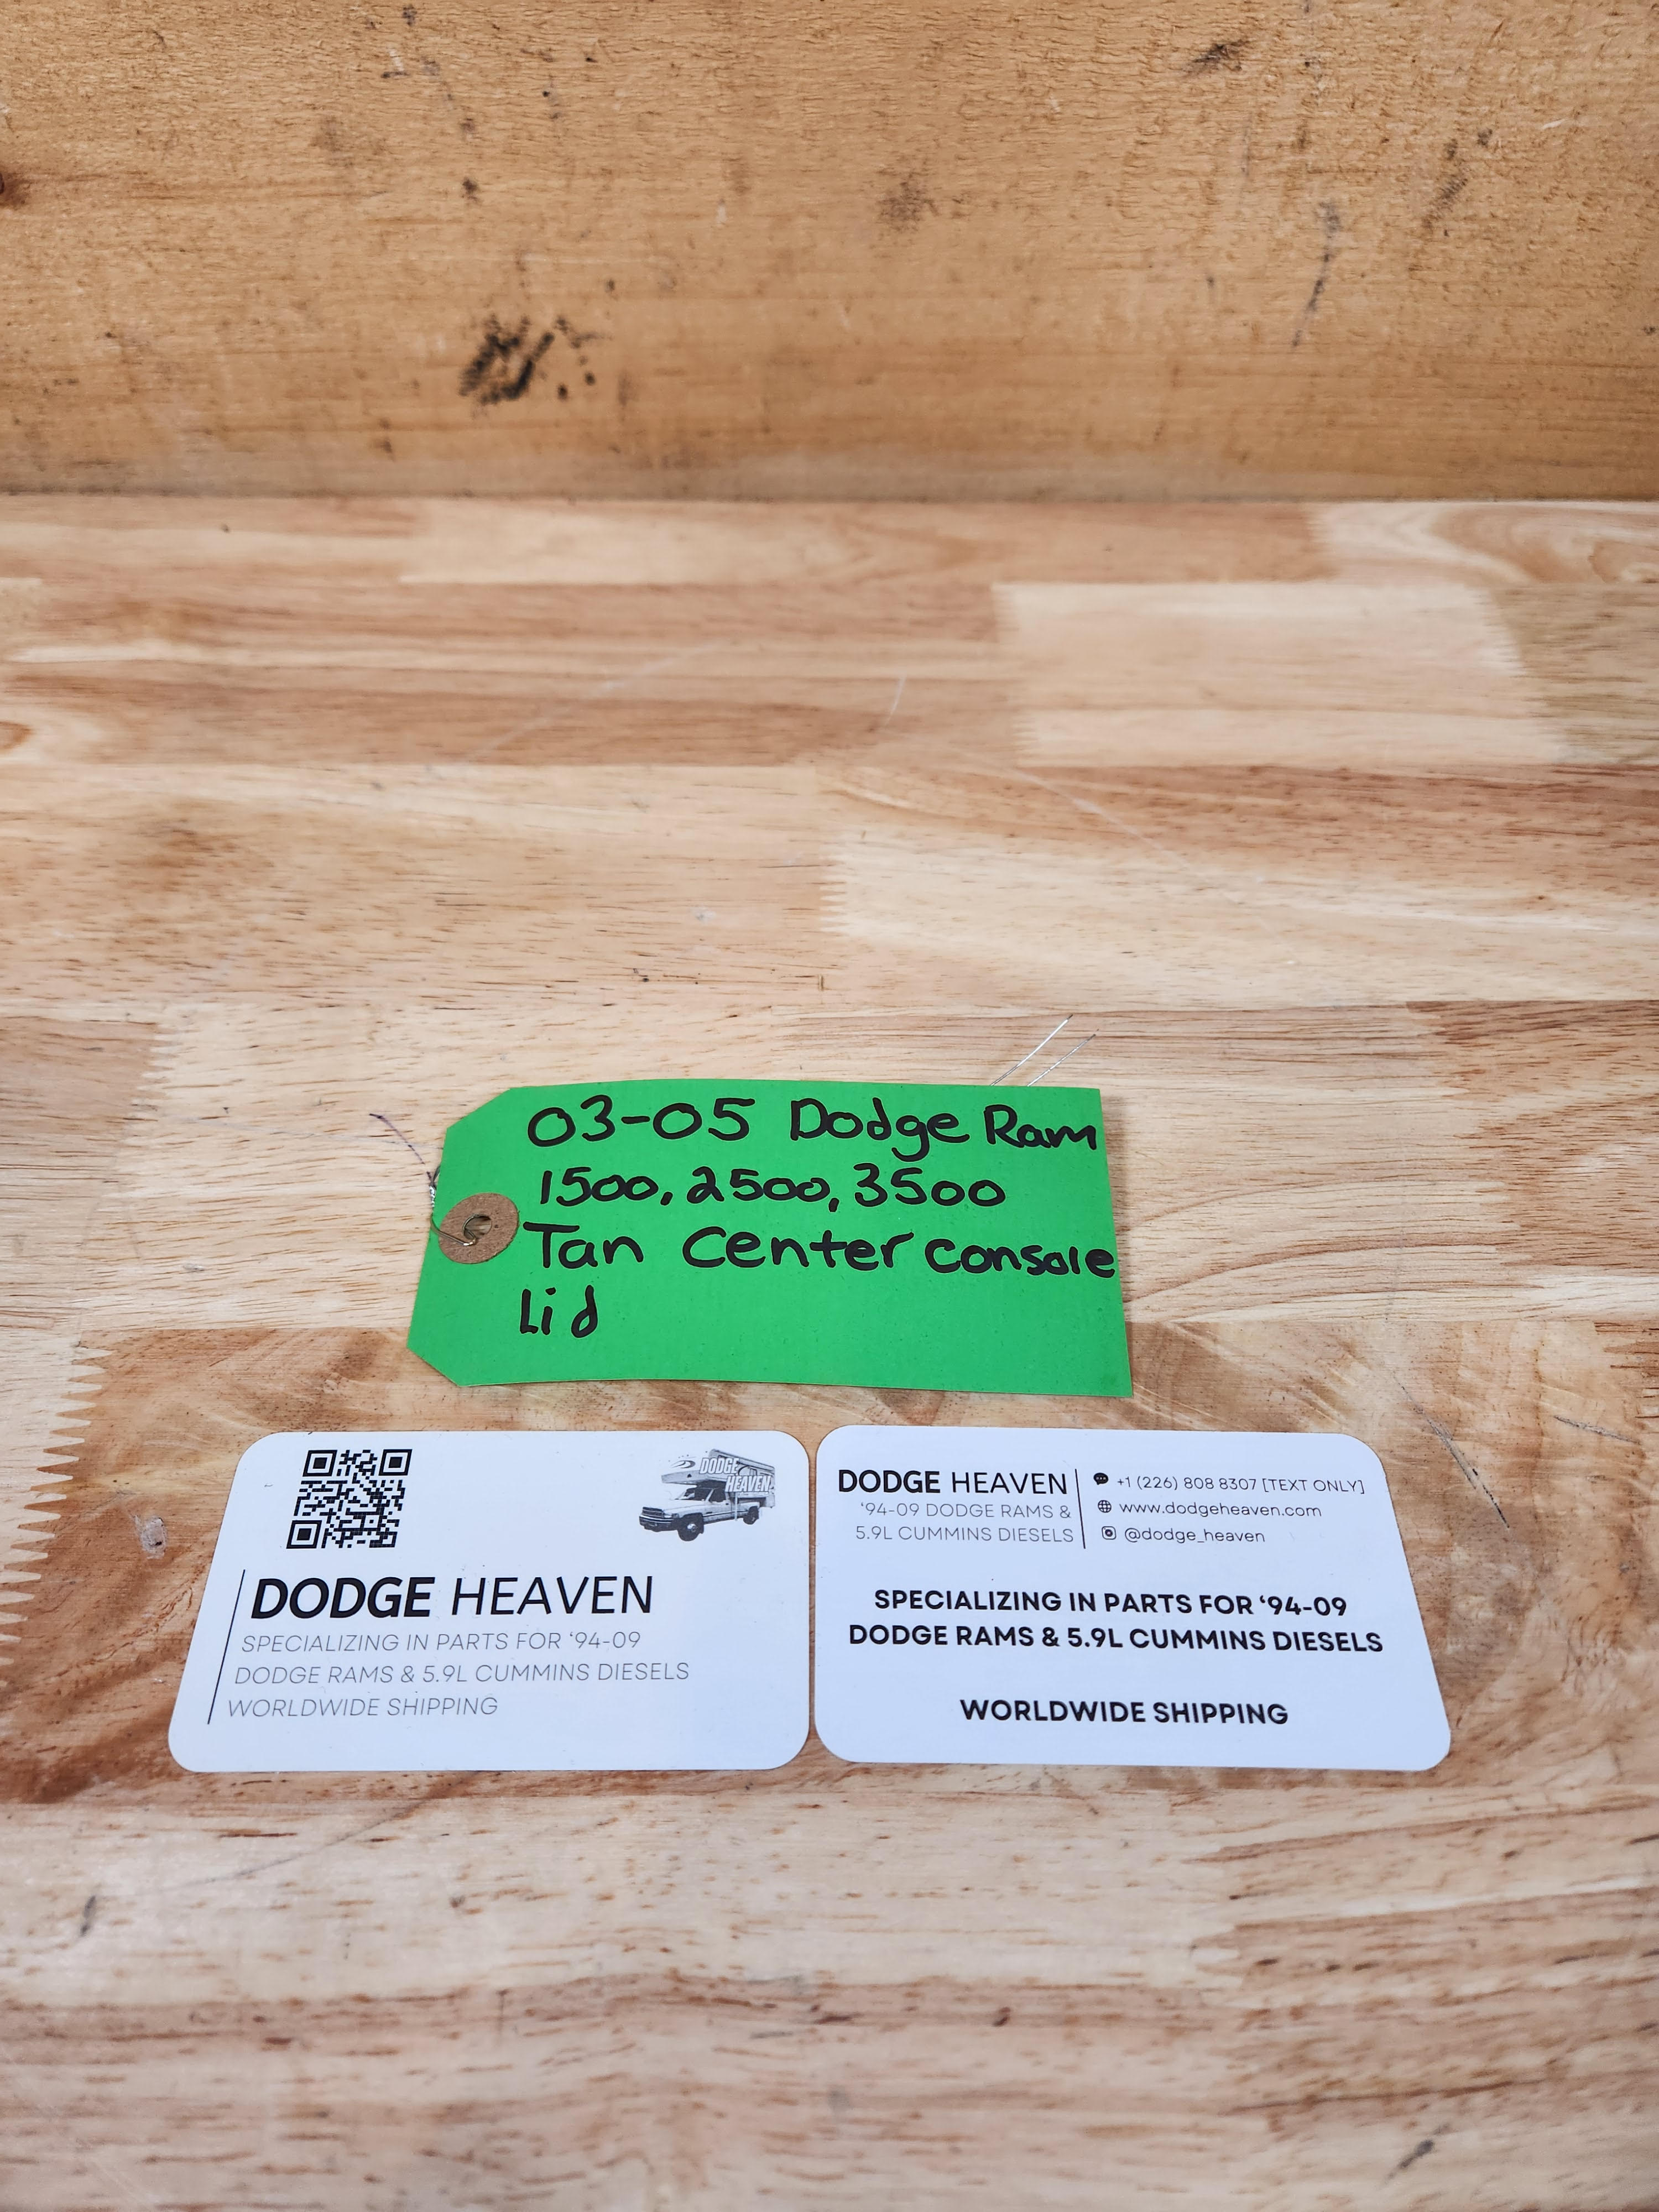 03-05 Dodge Ram
1500, 2500, 3500
Tan Center Console
Lid
DODGE
HEAVEN
DODGE HEAVEN
SPECIALIZING IN PARTS FOR '94-09
DODGE RAMS & 5.9L CUMMINS DIESELS
WORLDWIDE SHIPPING
DODGE HEAVEN
'94-09 DODGE RAMS &
5.9L CUMMINS DIESELS
+1 (226) 808 8307 [TEXT ONLY]
www.dodgeheaven.com
@dodge_heaven
SPECIALIZING IN PARTS FOR '94-09
DODGE RAMS & 5.9L CUMMINS DIESELS
WORLDWIDE SHIPPING